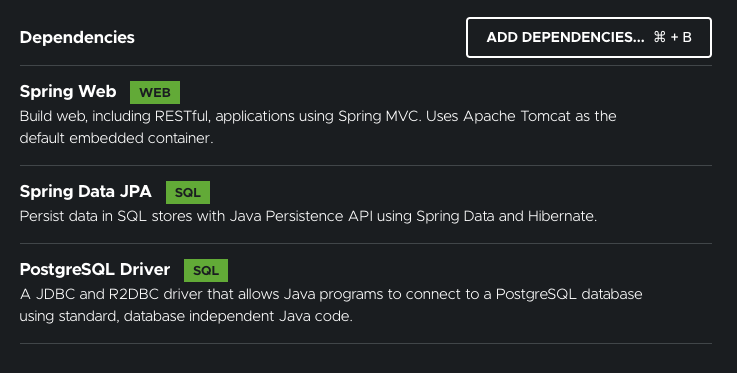 Dependencies
ADD DEPENDENCIES... ⌘ + B
Spring Web WEB
Build web, including RESTful, applications using Spring MVC. Uses Apache Tomcat as the
default embedded container.
Spring Data JPA SQL
Persist data in SQL stores with Java Persistence API using Spring Data and Hibernate.
PostgreSQL Driver SQL
A JDBC and R2DBC driver that allows Java programs to connect to a PostgreSQL database
using standard, database independent Java code.